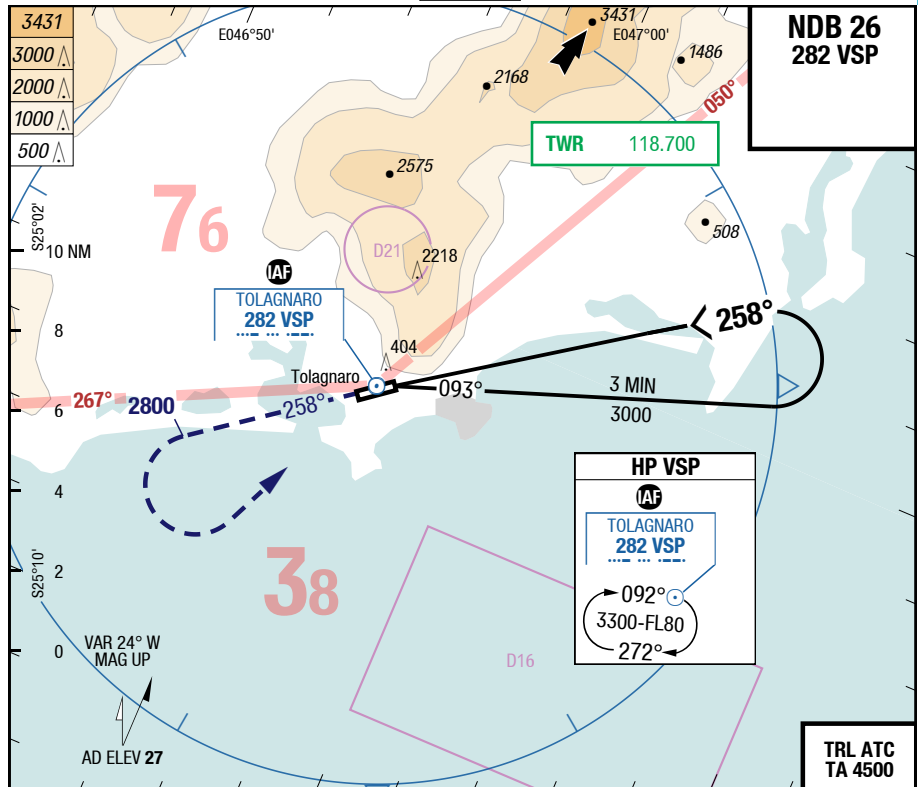 3431
3000
2000
1000
500
E046°50'
3431
E047°00'
1486
2168
050°
NDB 26
282 VSP
TWR 118.700
2575
76
S25°02'
10 NM
D21
2218
508
IAF
TOLAGNARO
282 VSP
8
404
< 258°
Tolagnaro
093°
3 MIN
3000
267°
2800
258°
6
4
HP VSP
IAF
TOLAGNARO
282 VSP
092°
3300-FL80
272°
S25°10'
2
38
0
D16
VAR 24° W
MAG UP
AD ELEV 27
TRL ATC
TA 4500